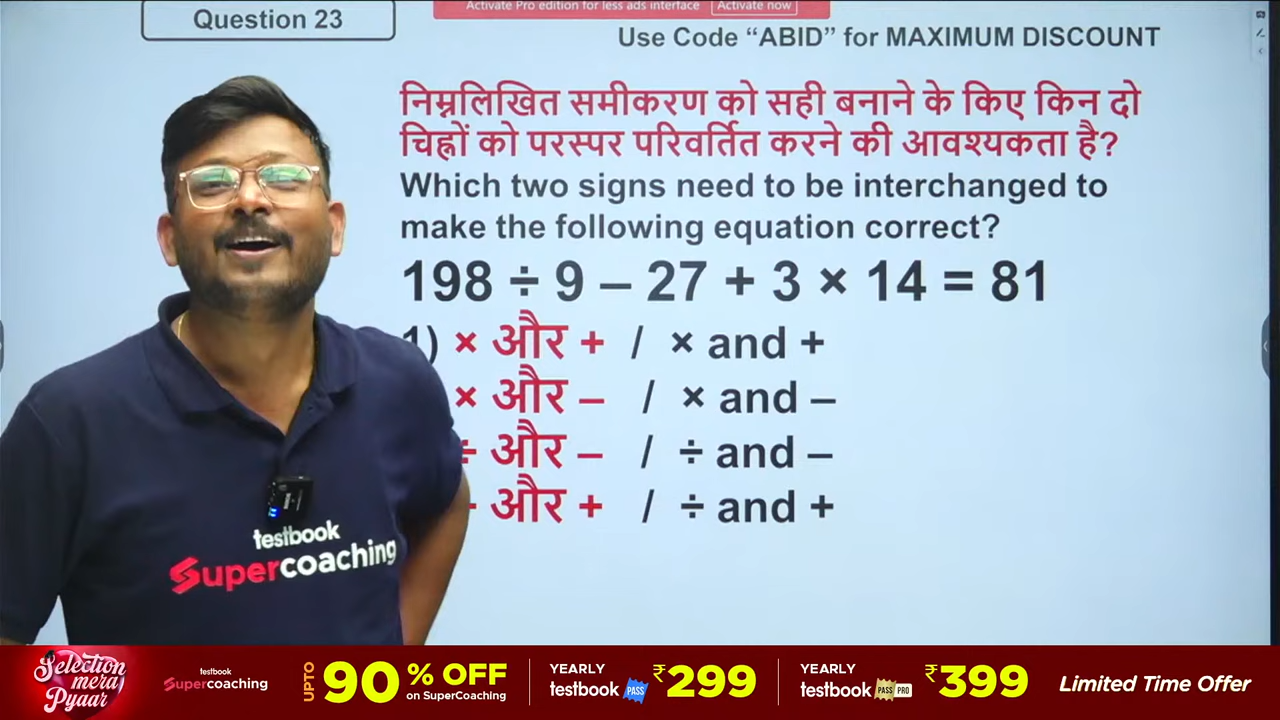 Question 23
Activate Pro edition for less ads interface Activate now
Use Code “ABID” for MAXIMUM DISCOUNT
निम्नलिखित समीकरण को सही बनाने के किए किन दो
चिह्नों को परस्पर परिवर्तित करने की आवश्यकता है?
Which two signs need to be interchanged to
make the following equation correct?
198 ÷ 9 – 27 + 3 × 14 = 81
1) × और + / × and +
× और – / × and –
÷ और – / ÷ and –
और + / ÷ and +
testbook
Supercoaching
Selection mera Pyaar
testbook Supercoaching
UPTO 90% OFF on SuperCoaching
YEARLY testbook PASS ₹299
YEARLY testbook PASS PRO ₹399
Limited Time Offer